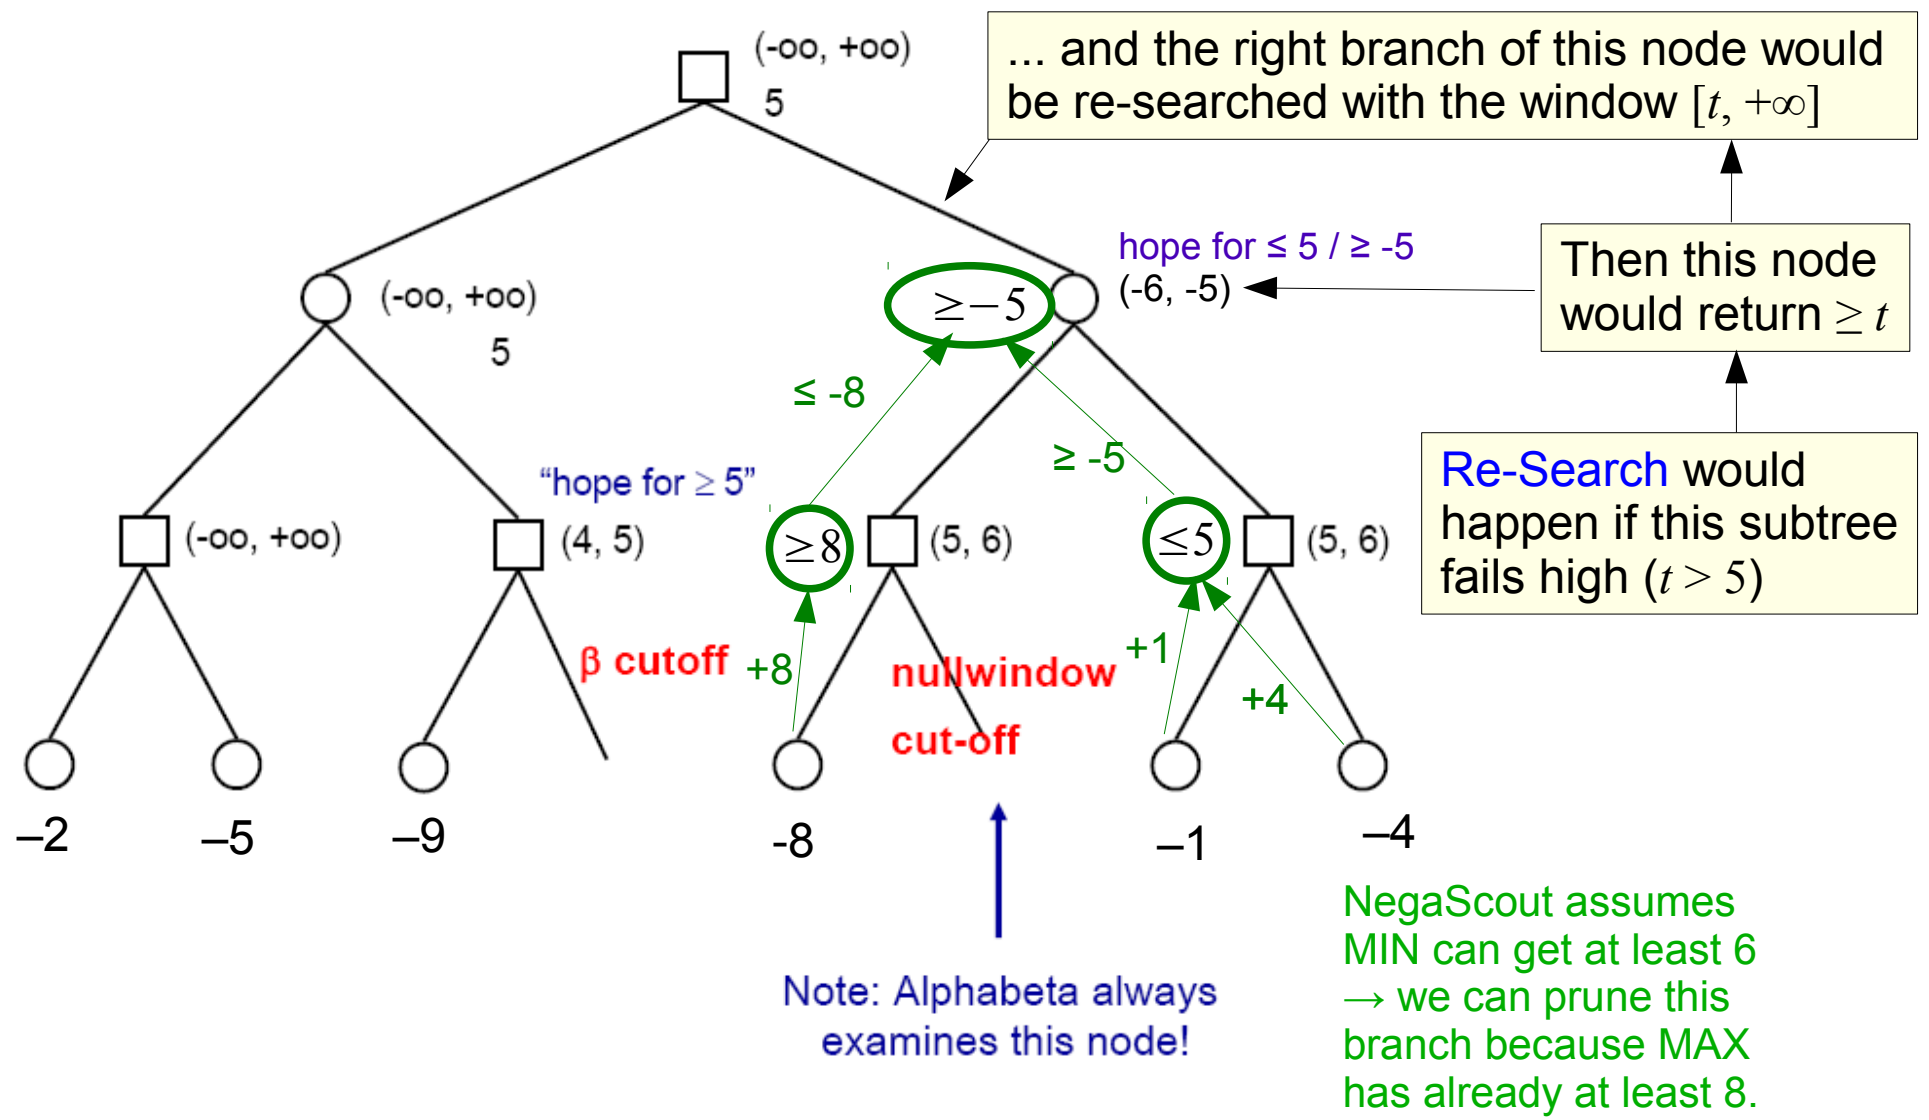 (-oo, +oo)
5
... and the right branch of this node would
be re-searched with the window [t, +∞]
hope for ≤ 5 / ≥ -5
(-6, -5)
≥−5
Then this node
would return ≥ t
(-oo, +oo)
5
≤ -8
≥ -5
Re-Search would
happen if this subtree
fails high (t > 5)
“hope for ≥ 5”
(-oo, +oo)
(4, 5)
≥8
(5, 6)
≤5
(5, 6)
β cutoff
+8
nullwindow
cut-off
+1
+4
–2
–5
–9
-8
–1
–4
Note: Alphabeta always
examines this node!
NegaScout assumes
MIN can get at least 6
→ we can prune this
branch because MAX
has already at least 8.